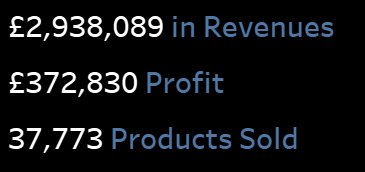 £2,938,089 in Revenues
£372,830 Profit
37,773 Products Sold